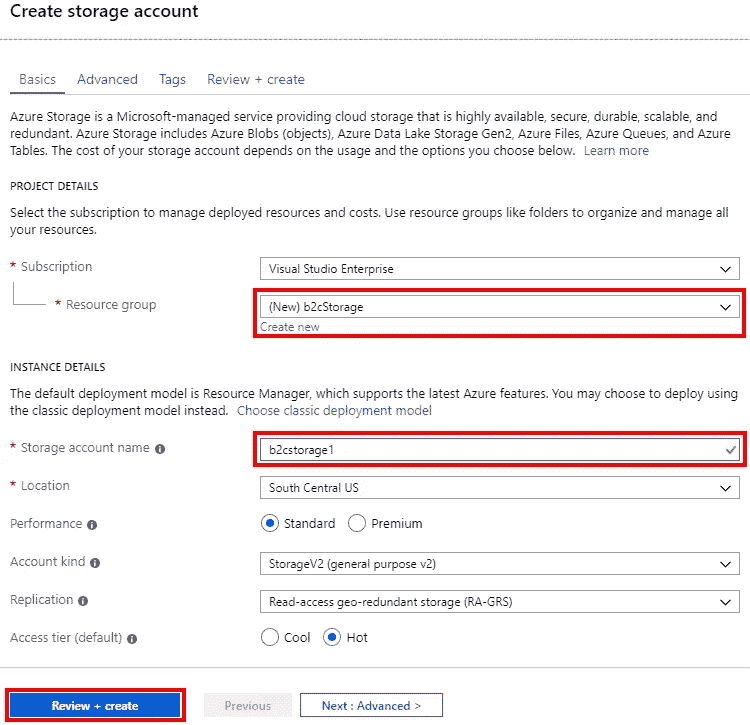 Create storage account
Basics Advanced Tags Review + create
Azure Storage is a Microsoft-managed service providing cloud storage that is highly available, secure, durable, scalable, and
redundant. Azure Storage includes Azure Blobs (objects), Azure Data Lake Storage Gen2, Azure Files, Azure Queues, and Azure
Tables. The cost of your storage account depends on the usage and the options you choose below. Learn more
PROJECT DETAILS
Select the subscription to manage deployed resources and costs. Use resource groups like folders to organize and manage all
your resources.
* Subscription Visual Studio Enterprise
* Resource group (New) b2cStorage
Create new
INSTANCE DETAILS
The default deployment model is Resource Manager, which supports the latest Azure features. You may choose to deploy using
the classic deployment model instead. Choose classic deployment model
* Storage account name b2cstorage1
* Location South Central US
Performance Standard Premium
Account kind StorageV2 (general purpose v2)
Replication Read-access geo-redundant storage (RA-GRS)
Access tier (default) Cool Hot
Review + create Previous Next : Advanced >